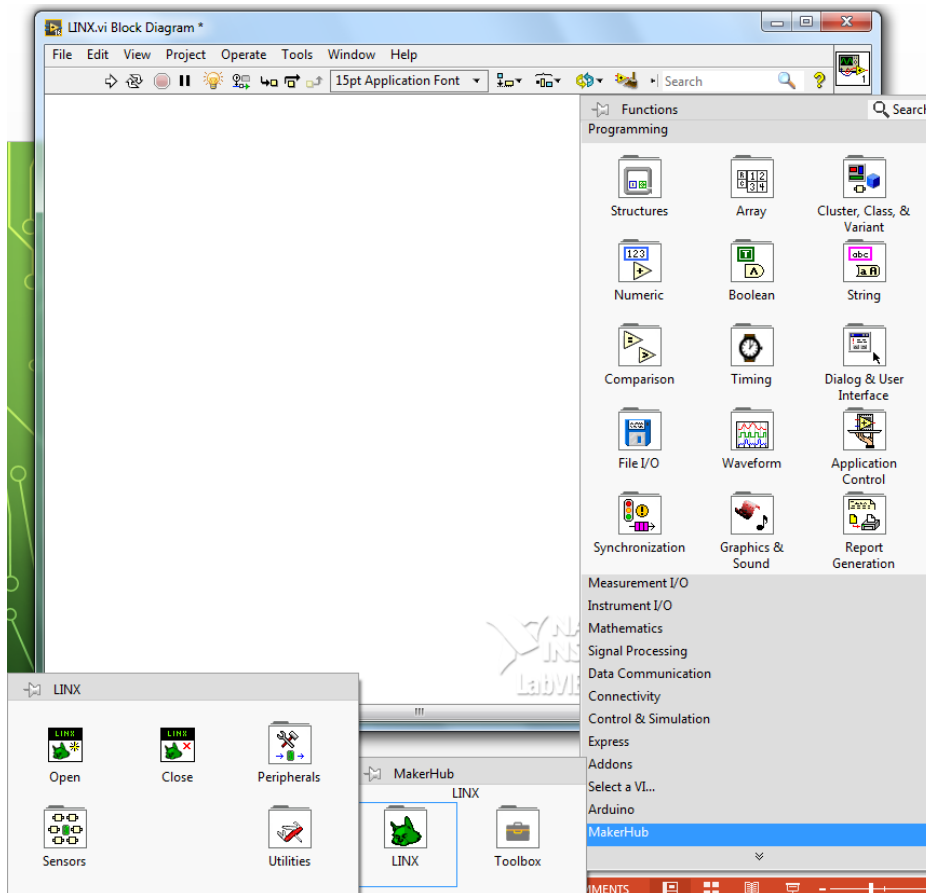 LINX.vi Block Diagram *
File Edit View Project Operate Tools Window Help
15pt Application Font
Search
Functions
Search
Programming
Structures
Array
Cluster, Class, & Variant
Numeric
Boolean
String
Comparison
Timing
Dialog & User Interface
File I/O
Waveform
Application Control
Synchronization
Graphics & Sound
Report Generation
Measurement I/O
Instrument I/O
Mathematics
Signal Processing
Data Communication
Connectivity
Control & Simulation
Express
Addons
Select a VI...
Arduino
MakerHub
LINX
LINX
Open
LINX
Close
Peripherals
Sensors
Utilities
MakerHub
LINX
LINX
Toolbox